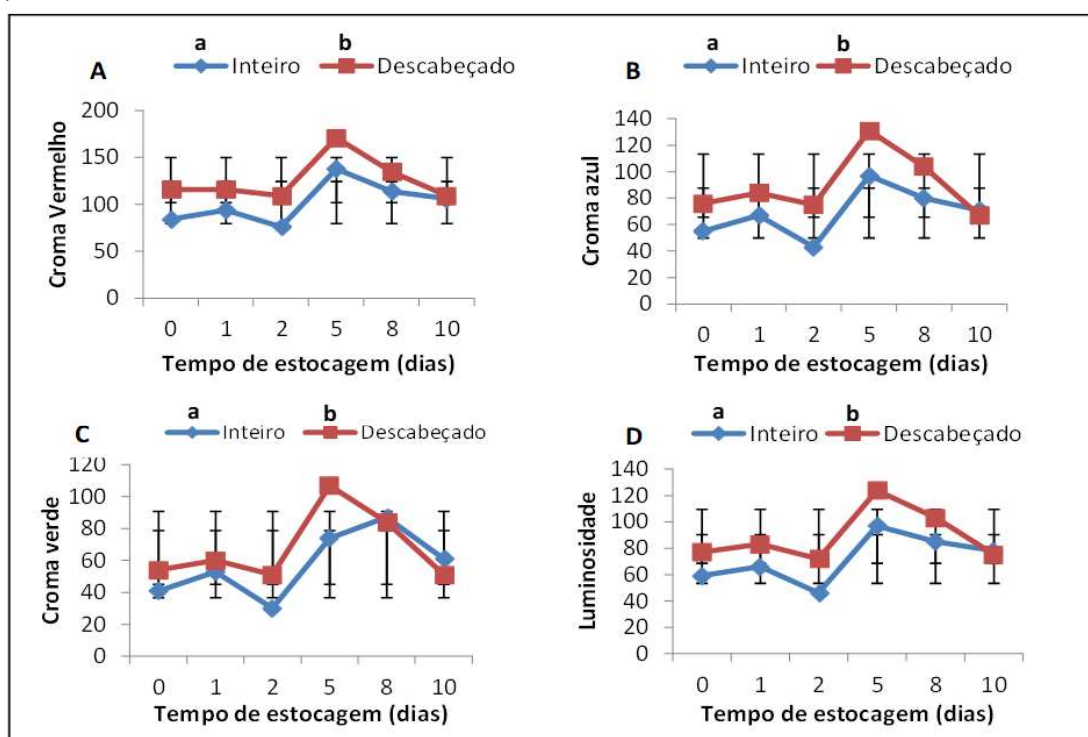 a b
A Inteiro Descabeçado
Croma Vermelho
200
150
100
50
0
0 1 2 5 8 10
Tempo de estocagem (dias)
a b
B Inteiro Descabeçado
Croma azul
140
120
100
80
60
40
20
0
0 1 2 5 8 10
Tempo de estocagem (dias)
a b
C Inteiro Descabeçado
Croma verde
120
100
80
60
40
20
0
0 1 2 5 8 10
Tempo de estocagem (dias)
a b
D Inteiro Descabeçado
Luminosidade
140
120
100
80
60
40
20
0
0 1 2 5 8 10
Tempo de estocagem (dias)